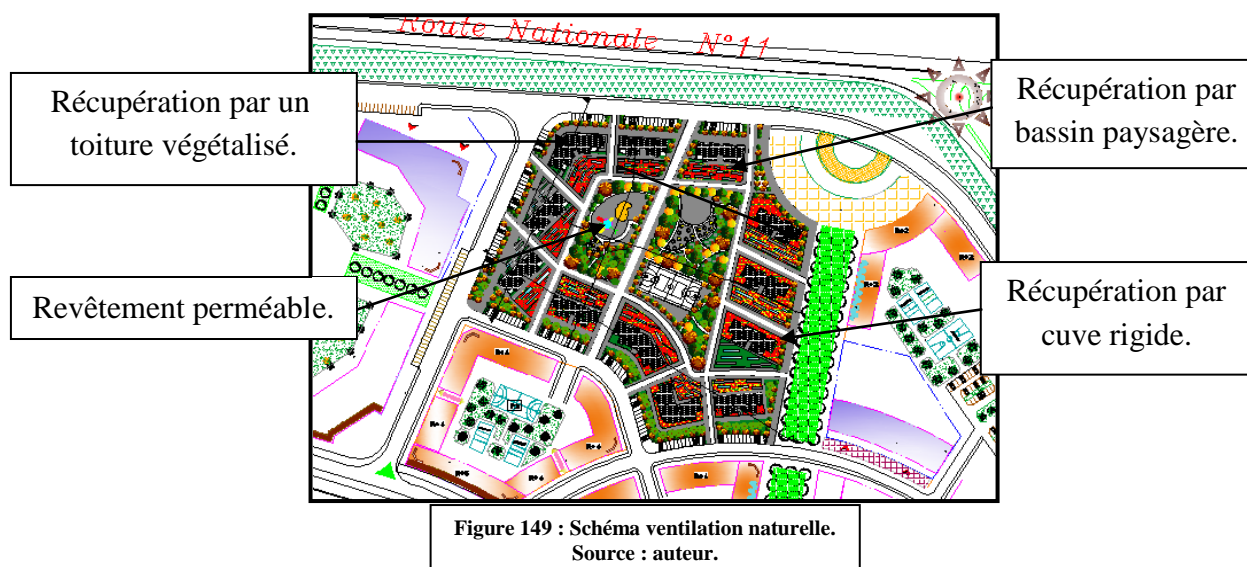 Route Nationale N°11
Récupération par un
toiture végétalisé.
Récupération par
bassin paysagère.
Revêtement perméable.
Récupération par
cuve rigide.
Figure 149 : Schéma ventilation naturelle.
Source : auteur.